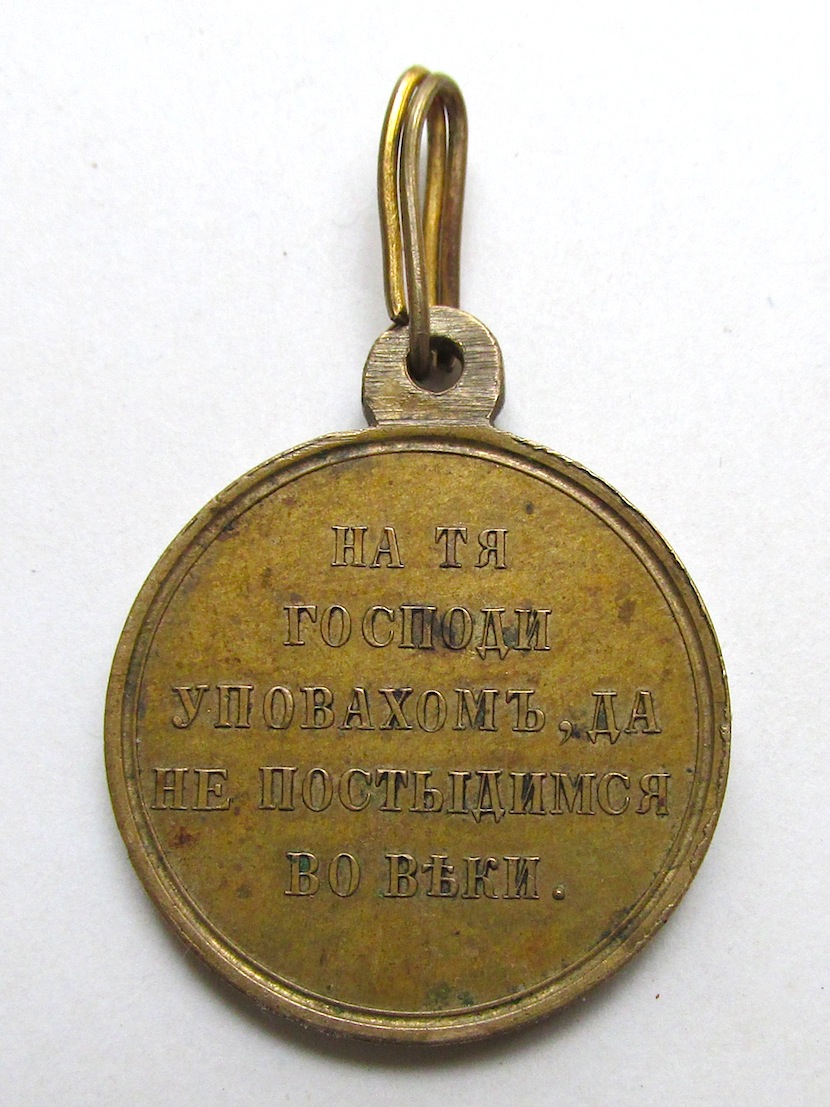 НА ТЯ
ГОСПОДИ
УПОВАХОМЪ, ДА
НЕ ПОСТЫДИМСЯ
ВО ВѢКИ.